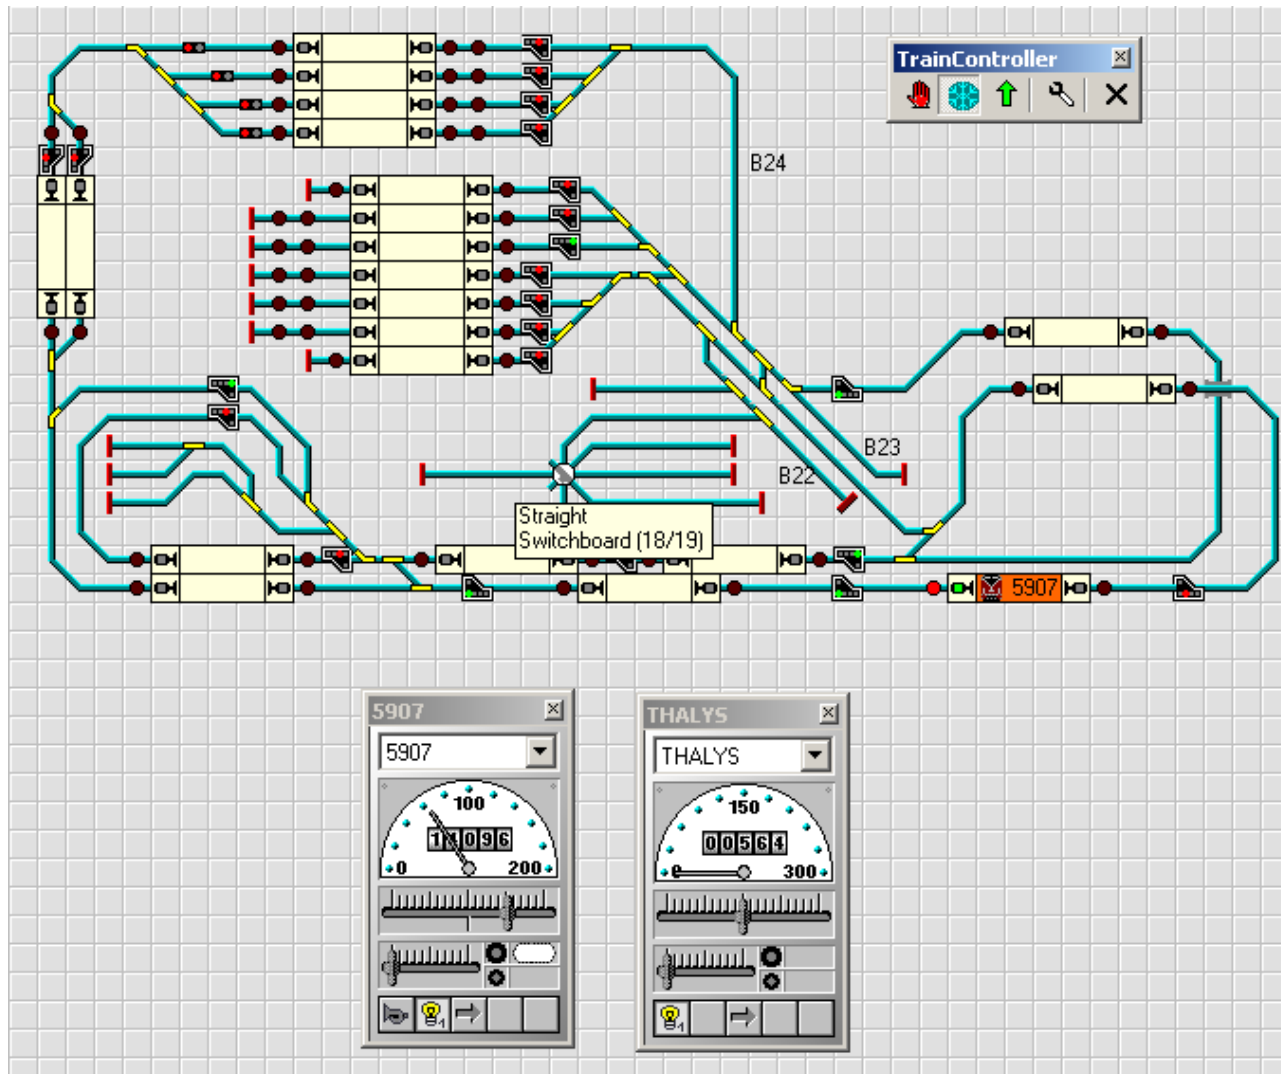 TrainController
B24
B23
B22
Straight
Switchboard (18/19)
5907
5907
5907
100
0
200
THALYS
THALYS
150
00564
0
300